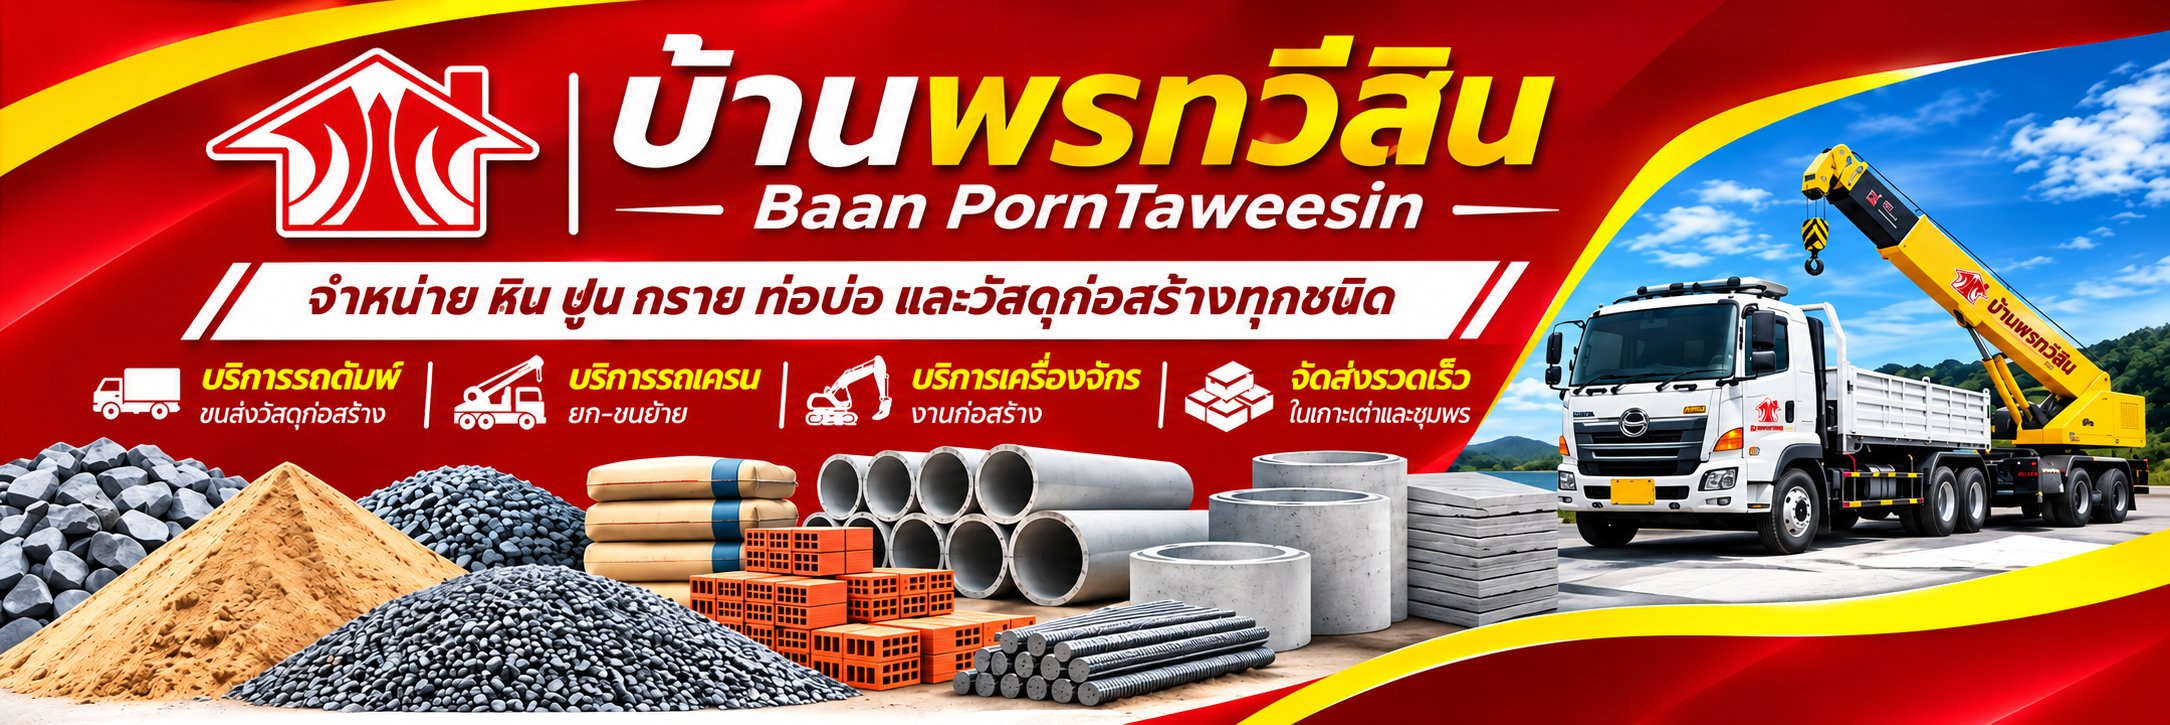 บ้านพรทวีสิน
Baan PornTaweesin
จำหน่าย หิน ปูน กราย ท่อบ่อ และวัสดุก่อสร้างทุกชนิด
บริการรถดัมพ์
ขนส่งวัสดุก่อสร้าง
บริการรถเครน
ยก-ขนย้าย
บริการเครื่องจักร
งานก่อสร้าง
จัดส่งรวดเร็ว
ในเกาะเต่าและชุมพร
บ้านพรทวีสิน